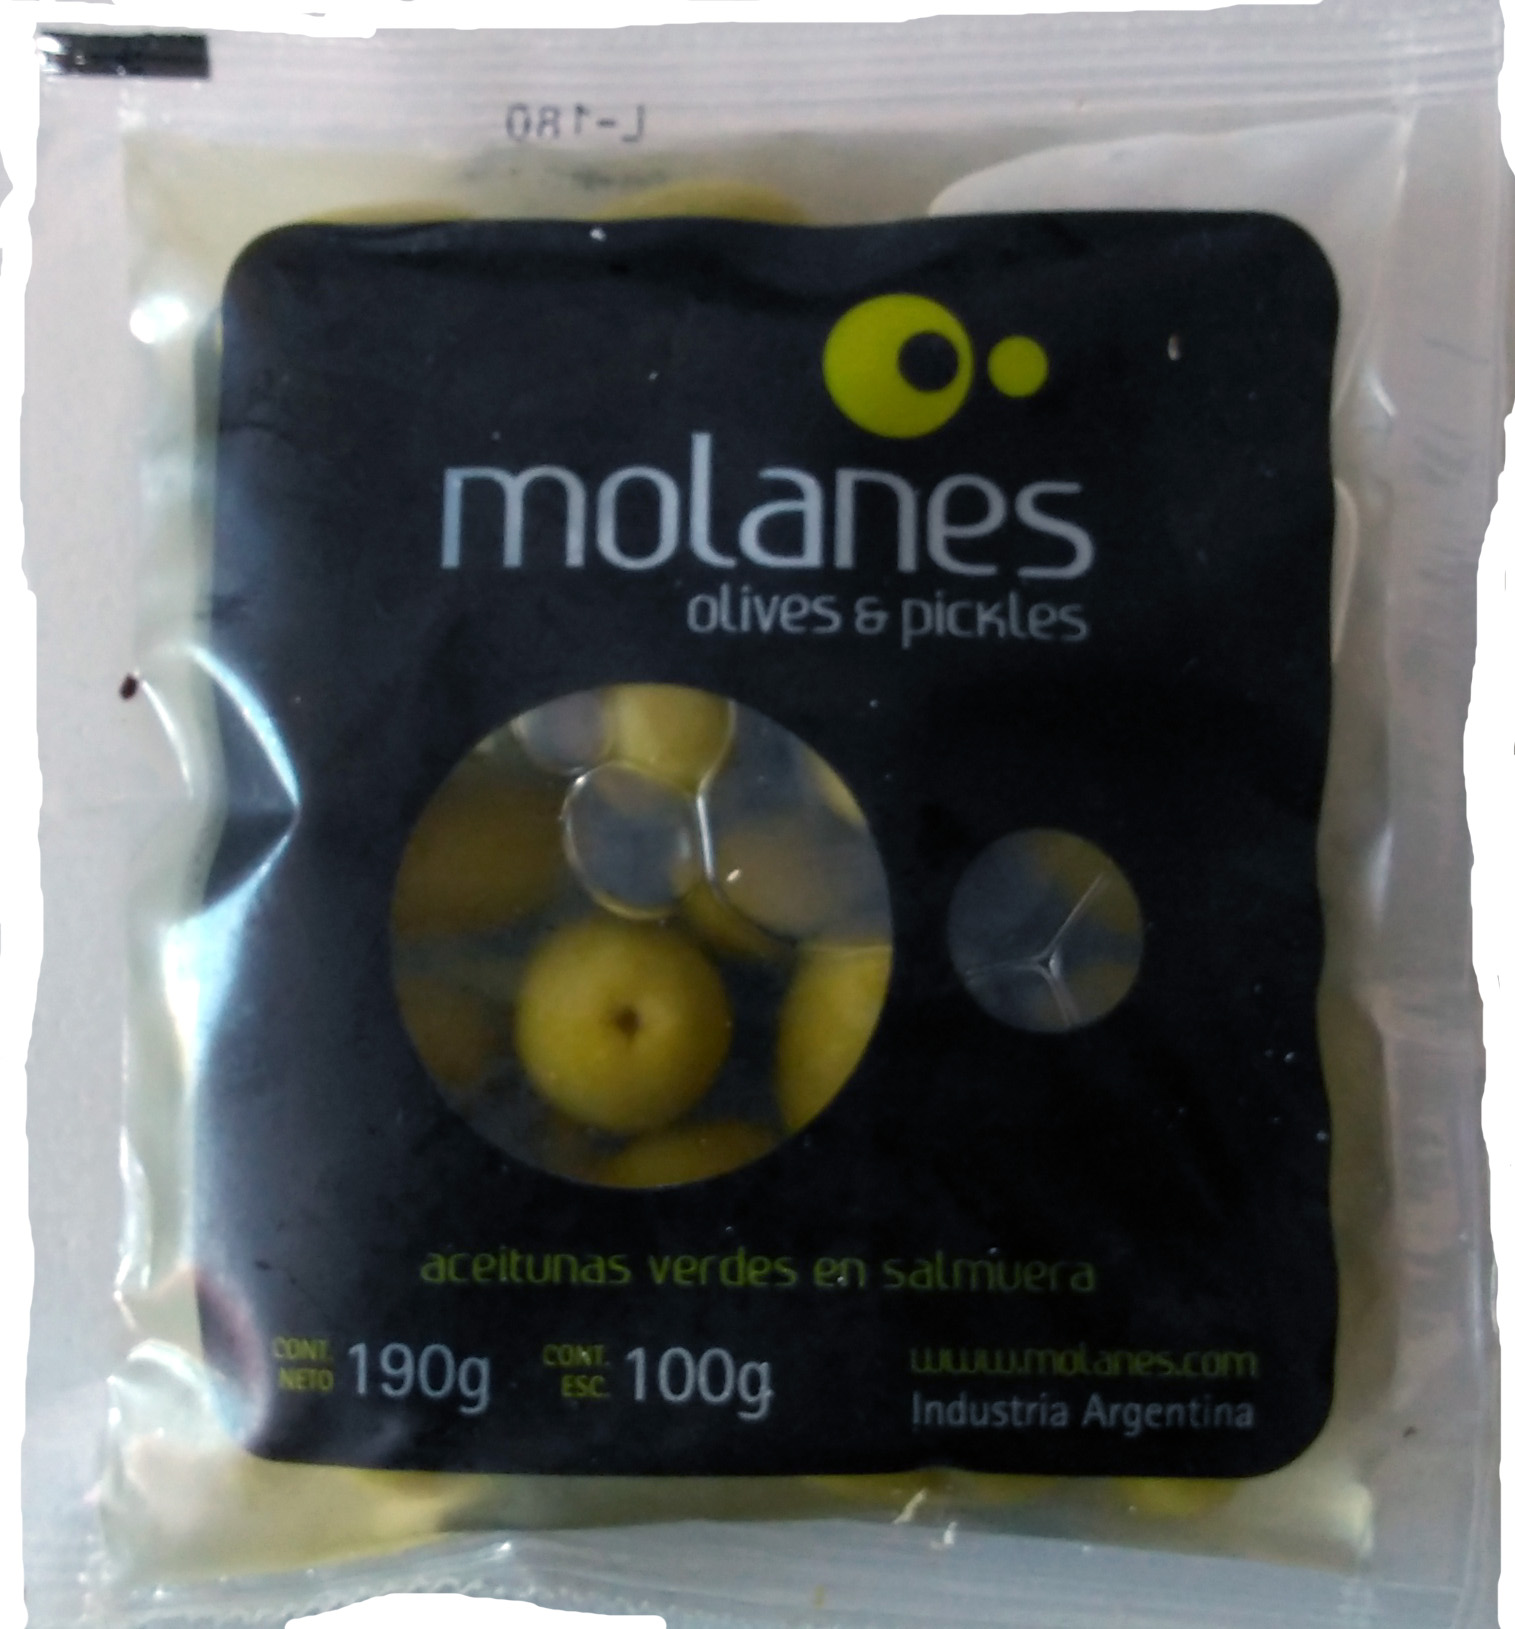 L-180
molanes
olives & pickles
aceitunas verdes en salmuera
CONT. NETO 190g CONT. ESC. 100g
www.molanes.com
Industria Argentina